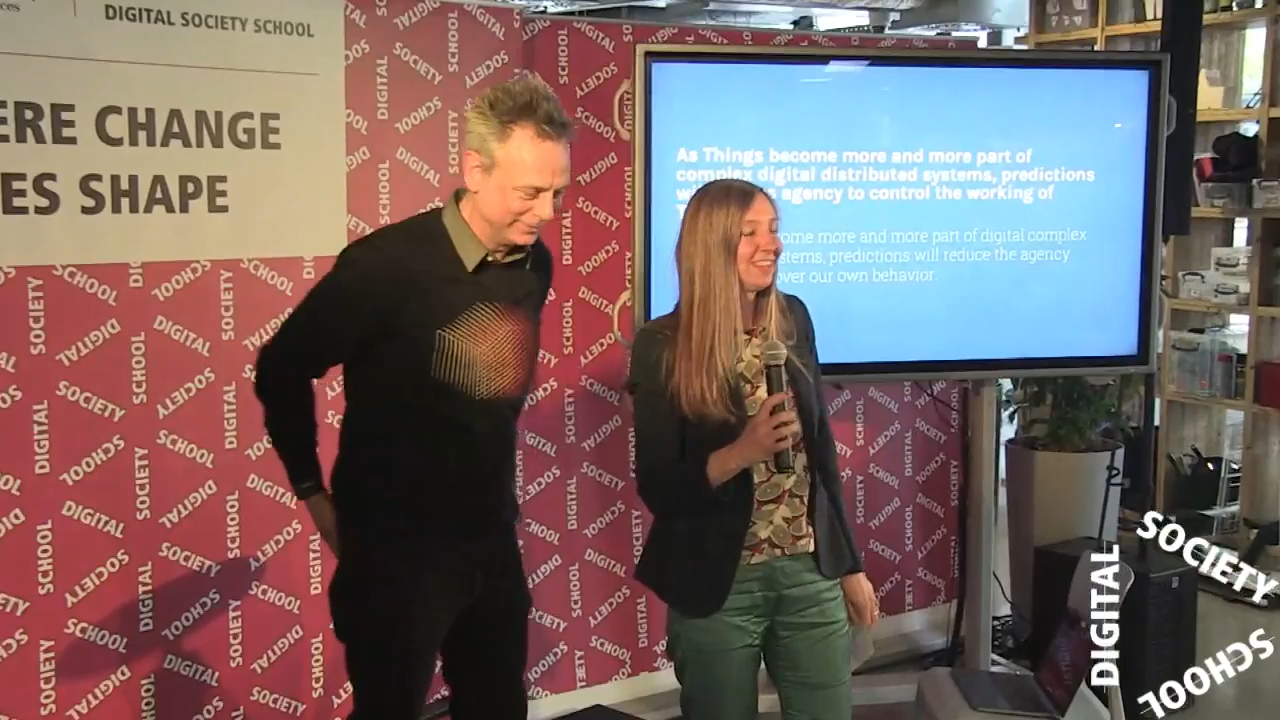 ces
DIGITAL SOCIETY SCHOOL
ERE CHANGE
ES SHAPE
As Things become more and more part of
complex digital distributed systems, predictions
agency to control the working of
ome more and more part of digital complex
stems, predictions will reduce the agency
over our own behavior.
DIGITAL
SOCIETY
SCHOOL